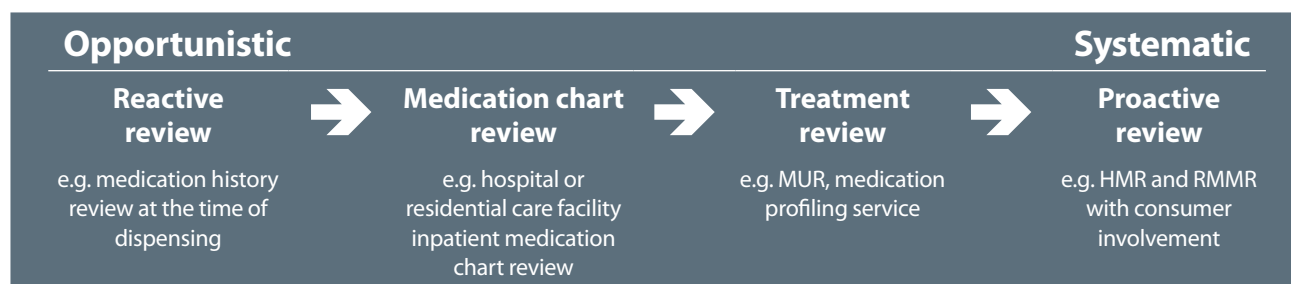 Opportunistic
Systematic
Reactive
review
e.g. medication history
review at the time of
dispensing
Medication chart
review
e.g. hospital or
residential care facility
inpatient medication
chart review
Treatment
review
e.g. MUR, medication
profiling service
Proactive
review
e.g. HMR and RMMR
with consumer
involvement